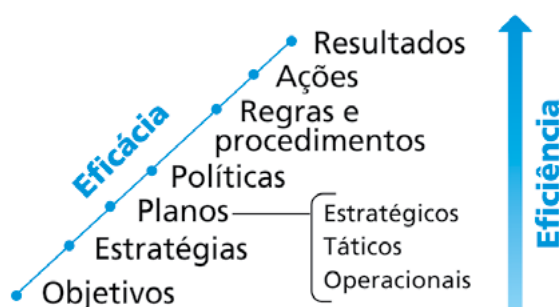 Resultados
Ações
Regras e
procedimentos
Políticas
Planos
Estratégias
Objetivos
Estratégicos
Táticos
Operacionais
Eficácia
Eficiência